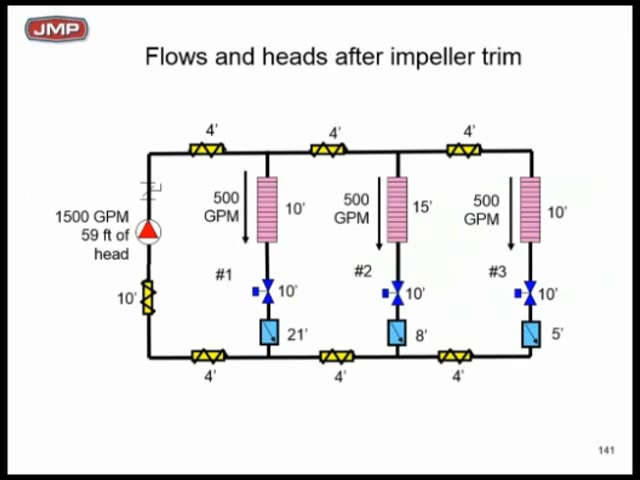 JMP
Flows and heads after impeller trim
4'
4'
4'
500
GPM
10'
500
GPM
15'
500
GPM
10'
1500 GPM
59 ft of
head
#1
#2
#3
10'
10'
10'
10'
21'
8'
5'
4'
4'
4'
141